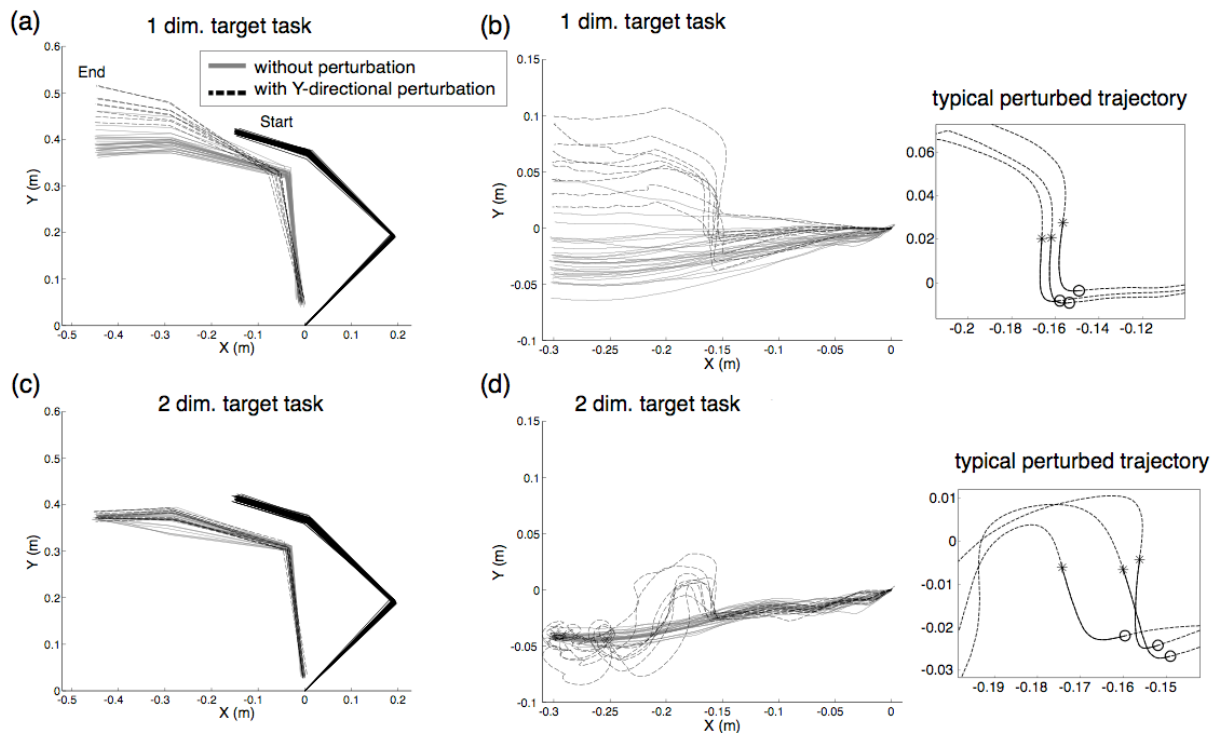 (a)
1 dim. target task
0.6
0.5
0.4
0.3
0.2
0.1
0
Y (m)
End
Start
without perturbation
with Y-directional perturbation
-0.5 -0.4 -0.3 -0.2 -0.1 0 0.1 0.2
X (m)
(b)
1 dim. target task
0.15
0.1
0.05
0
-0.05
-0.1
Y (m)
-0.3 -0.25 -0.2 -0.15 -0.1 -0.05 0
X (m)
typical perturbed trajectory
0.06
0.04
0.02
0
-0.2 -0.18 -0.16 -0.14 -0.12
(c)
2 dim. target task
0.6
0.5
0.4
0.3
0.2
0.1
0
Y (m)
-0.5 -0.4 -0.3 -0.2 -0.1 0 0.1 0.2
X (m)
(d)
2 dim. target task
0.15
0.1
0.05
0
-0.05
-0.1
Y (m)
-0.3 -0.25 -0.2 -0.15 -0.1 -0.05 0
X (m)
typical perturbed trajectory
0.01
0
-0.01
-0.02
-0.03
-0.19 -0.18 -0.17 -0.16 -0.15